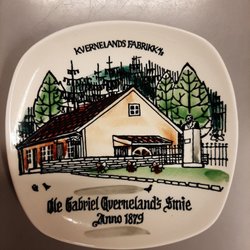 KVERNELANDS FABRIKK A/S
Ole Gabriel Qverneland's Smie
Anno 1879